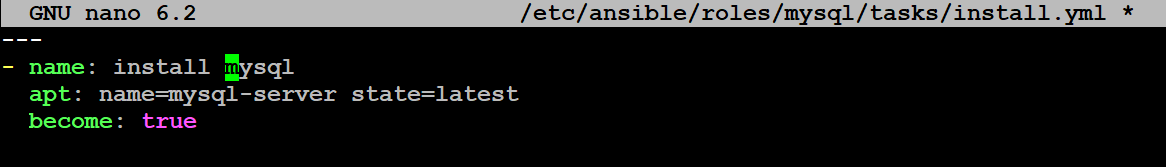 GNU nano 6.2 /etc/ansible/roles/mysql/tasks/install.yml *
---
- name: install mysql
  apt: name=mysql-server state=latest
  become: true